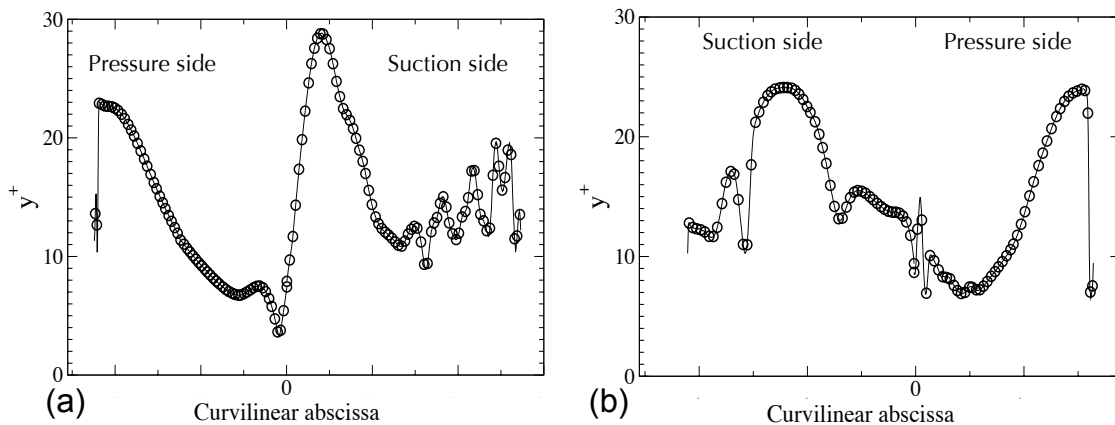 30
Pressure side
Suction side
20
y+
10
0
0
(a)
Curvilinear abscissa
30
Suction side
Pressure side
20
y+
10
0
0
(b)
Curvilinear abscissa